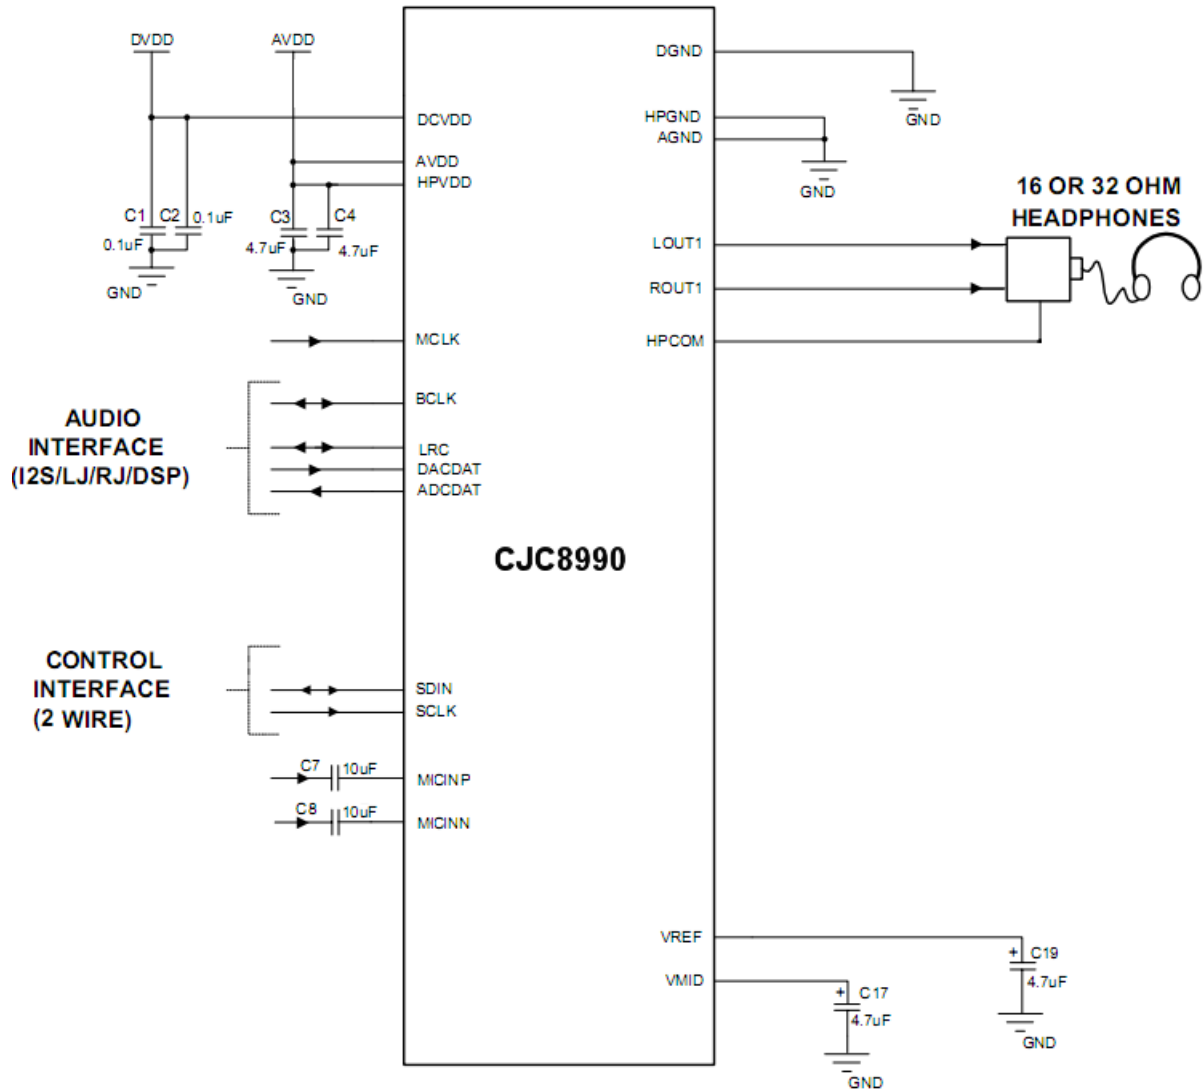 DVDD
AVDD
DCVDD
AVDD
HPVDD
C1
C2
0.1uF
0.1uF
C3
C4
4.7uF
4.7uF
GND
GND
MCLK
AUDIO
INTERFACE
(I2S/LJ/RJ/DSP)
BCLK
LRC
DACDAT
ADCDAT
CJC8990
CONTROL
INTERFACE
(2 WIRE)
SDIN
SCLK
C7
10uF
MICINP
C8
10uF
MICINN
DGND
GND
HPGND
AGND
GND
16 OR 32 OHM
HEADPHONES
LOUT1
ROUT1
HPCOM
VREF
+ C19
4.7uF
GND
VMID
+ C17
4.7uF
GND